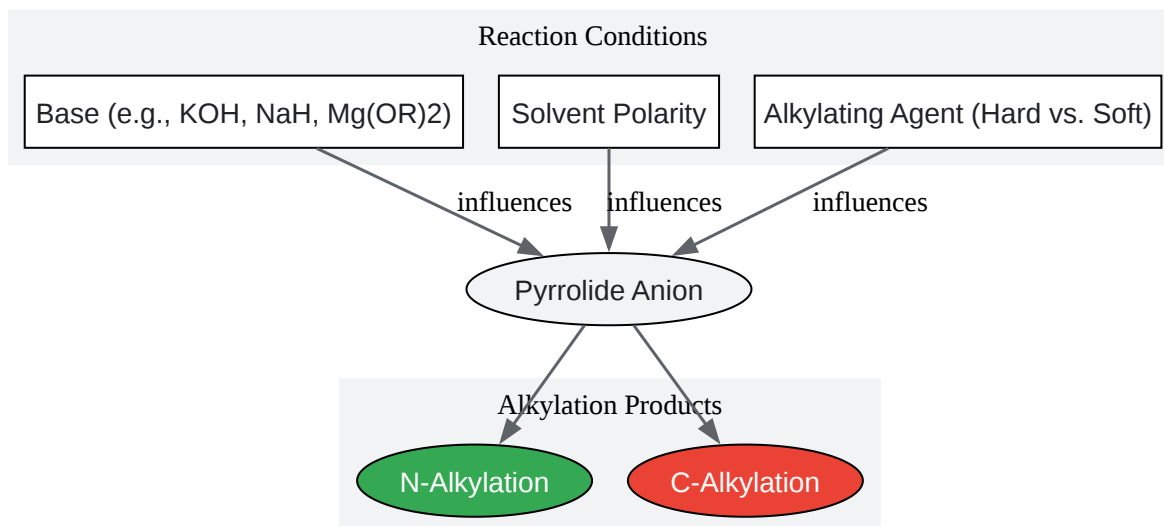 Reaction Conditions
Base (e.g., KOH, NaH, Mg(OR)2)
Solvent Polarity
Alkylating Agent (Hard vs. Soft)
influences
influences
influences
Pyrrolide Anion
Alkylation Products
N-Alkylation
C-Alkylation